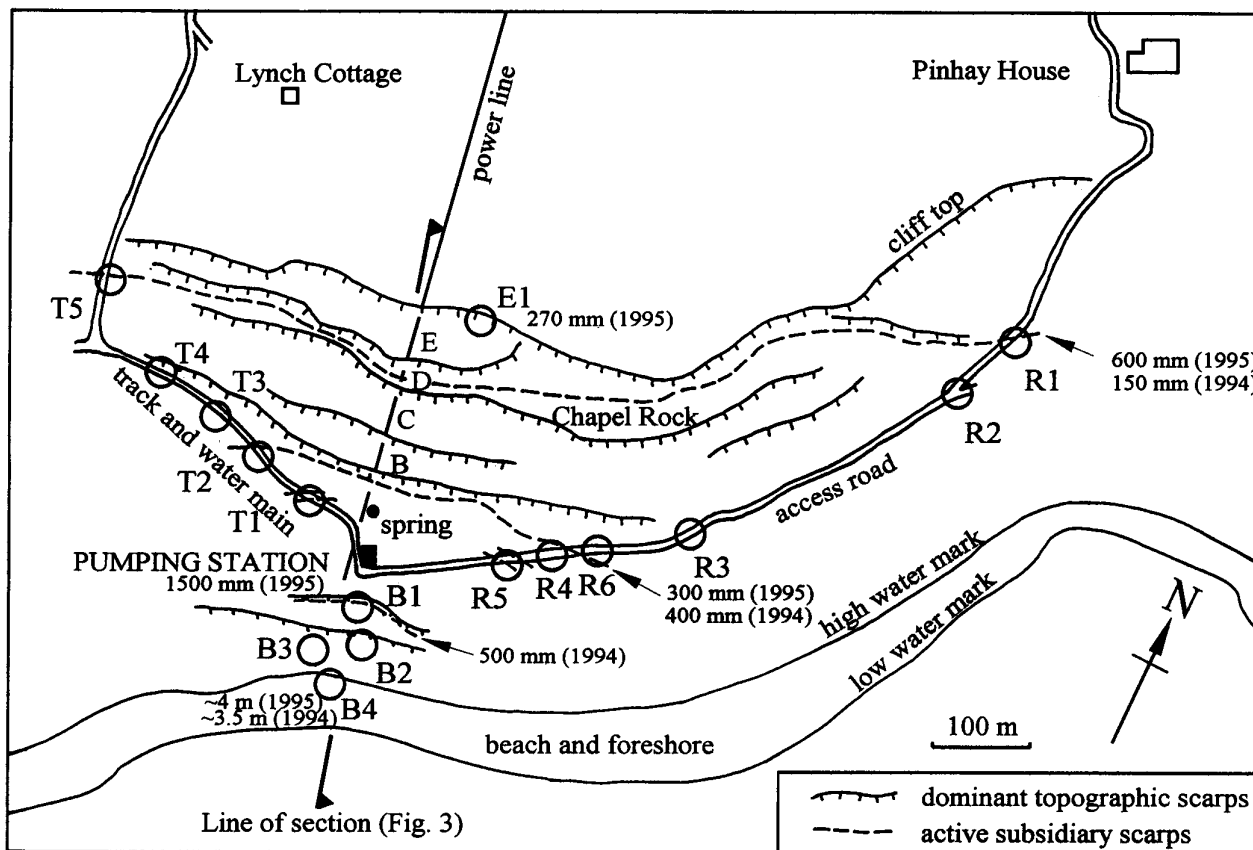 Lynch Cottage
power line
Pinhay House
cliff top
T5
E1
270 mm (1995)
E
D
C
B
Chapel Rock
R1
600 mm (1995)
150 mm (1994)
R2
T4
T3
T2
T1
track and water main
spring
access road
PUMPING STATION
1500 mm (1995)
B1
R5
R4
R6
R3
300 mm (1995)
400 mm (1994)
high water mark
low water mark
N
B3
B2
500 mm (1994)
~4 m (1995)
~3.5 m (1994)
B4
beach and foreshore
100 m
Line of section (Fig. 3)
dominant topographic scarps
active subsidiary scarps